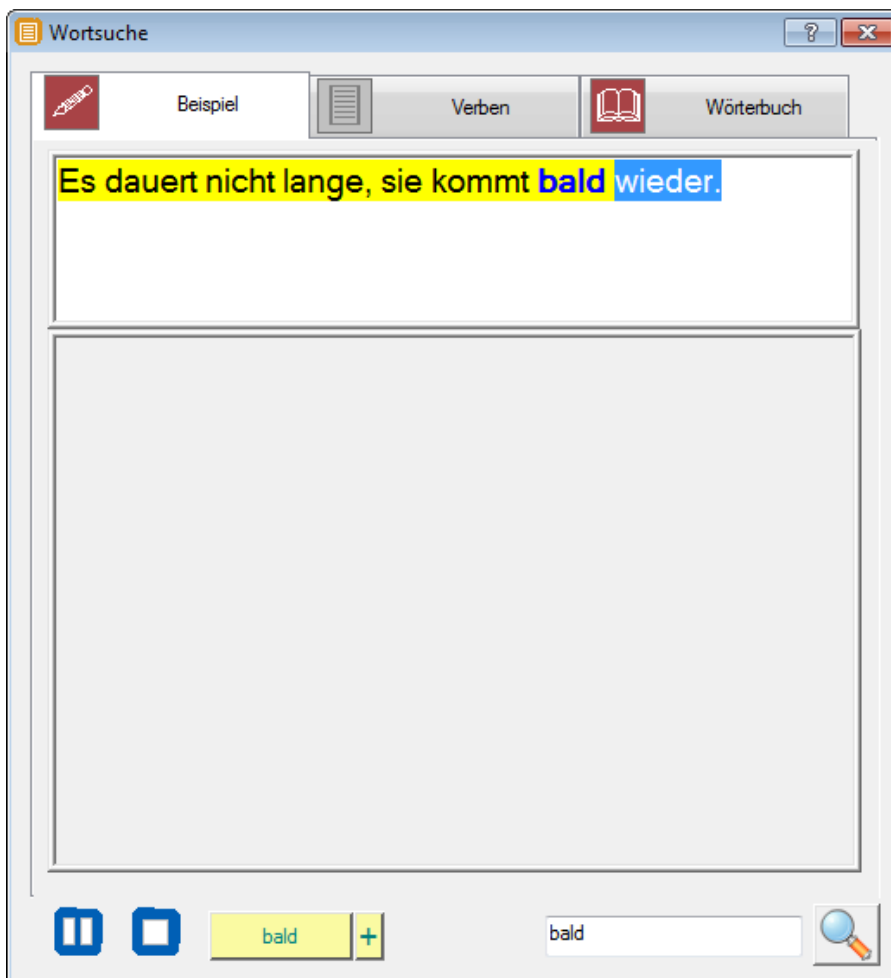 Wortsuche
Beispiel
Verben
Wörterbuch
Es dauert nicht lange, sie kommt bald wieder.
bald
+
bald